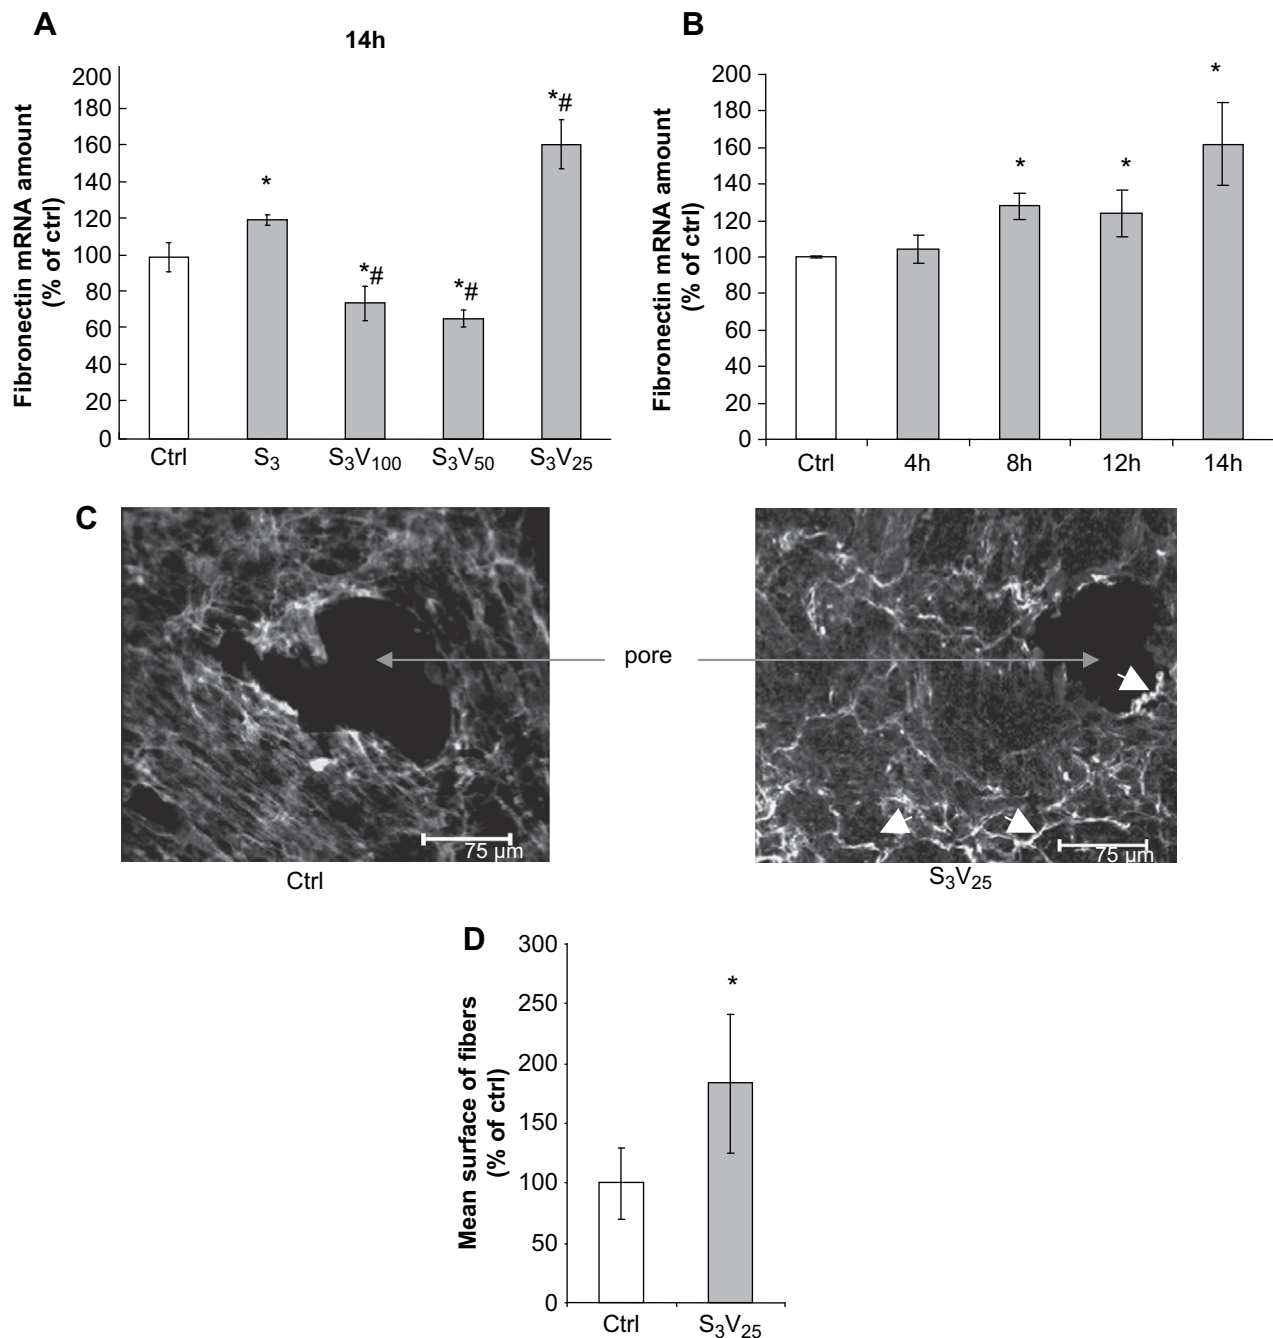 A
14h
Fibronectin mRNA amount
(% of ctrl)
200
180
160
140
120
100
80
60
40
20
0
*
*#
*#
*#
Ctrl S₃ S₃V₁₀₀ S₃V₅₀ S₃V₂₅
B
Fibronectin mRNA amount
(% of ctrl)
200
180
160
140
120
100
80
60
40
20
0
*
*
*
Ctrl 4h 8h 12h 14h
C
pore
75 µm
75 µm
Ctrl
S₃V₂₅
D
Mean surface of fibers
(% of ctrl)
300
250
200
150
100
50
0
*
Ctrl S₃V₂₅